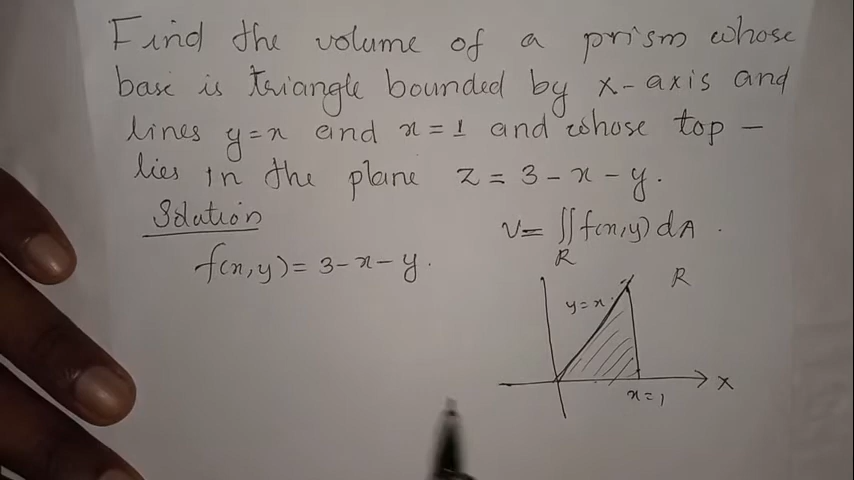 Find the volume of a prism whose
base is triangle bounded by x-axis and
lines y=x and x=1 and whose top -
lies in the plane z = 3-x-y.
Solution
V= ∬ f(x,y) dA.
R
f(x,y) = 3-x-y.
R
y=x.
X
x=1